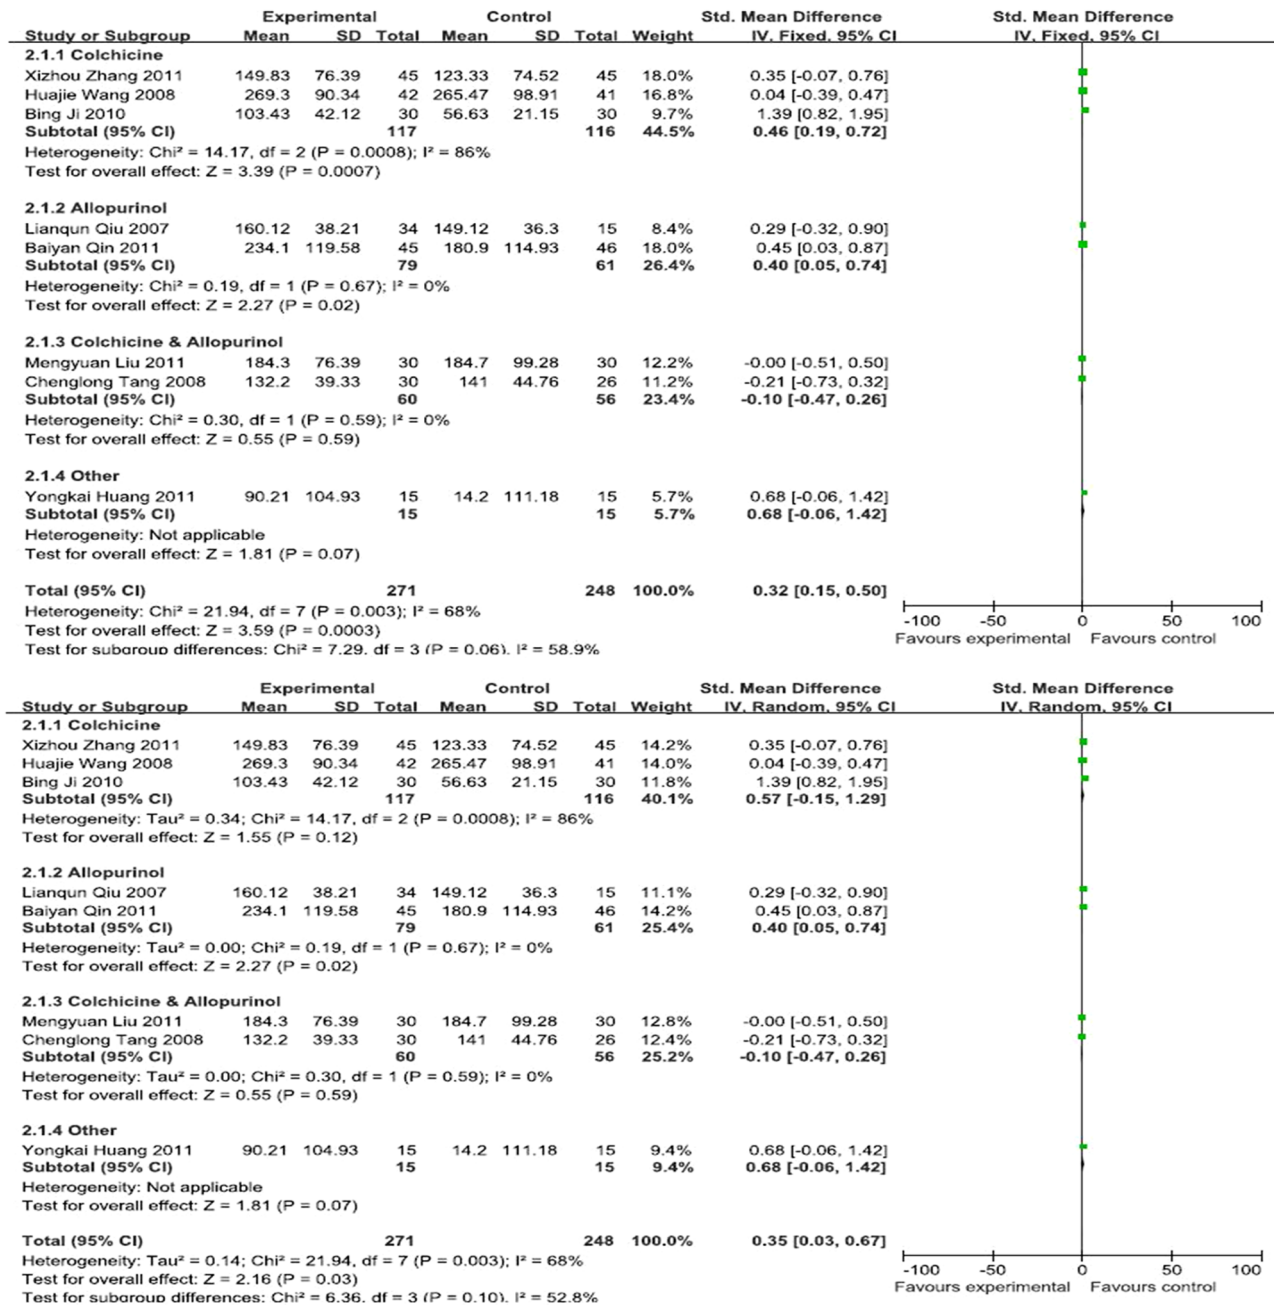 Experimental Control Std. Mean Difference Std. Mean Difference
Study or Subgroup Mean SD Total Mean SD Total Weight IV, Fixed, 95% CI IV, Fixed, 95% CI
2.1.1 Colchicine
Xizhou Zhang 2011 149.83 76.39 45 123.33 74.52 45 18.0% 0.35 [-0.07, 0.76]
Huajie Wang 2008 269.3 90.34 42 265.47 98.91 41 16.8% 0.04 [-0.39, 0.47]
Bing Ji 2010 103.43 42.12 30 56.63 21.15 30 9.7% 1.39 [0.82, 1.95]
Subtotal (95% CI) 117 116 44.5% 0.46 [0.19, 0.72]
Heterogeneity: Chi² = 14.17, df = 2 (P = 0.0008); I² = 86%
Test for overall effect: Z = 3.39 (P = 0.0007)
2.1.2 Allopurinol
Lianqun Qiu 2007 160.12 38.21 34 149.12 36.3 15 8.4% 0.29 [-0.32, 0.90]
Baiyan Qin 2011 234.1 119.58 45 180.9 114.93 46 18.0% 0.45 [0.03, 0.87]
Subtotal (95% CI) 79 61 26.4% 0.40 [0.05, 0.74]
Heterogeneity: Chi² = 0.19, df = 1 (P = 0.67); I² = 0%
Test for overall effect: Z = 2.27 (P = 0.02)
2.1.3 Colchicine & Allopurinol
Mengyuan Liu 2011 184.3 76.39 30 184.7 99.28 30 12.2% -0.00 [-0.51, 0.50]
Chenglong Tang 2008 132.2 39.33 30 141 44.76 26 11.2% -0.21 [-0.73, 0.32]
Subtotal (95% CI) 60 56 23.4% -0.10 [-0.47, 0.26]
Heterogeneity: Chi² = 0.30, df = 1 (P = 0.59); I² = 0%
Test for overall effect: Z = 0.55 (P = 0.59)
2.1.4 Other
Yongkai Huang 2011 90.21 104.93 15 14.2 111.18 15 5.7% 0.68 [-0.06, 1.42]
Subtotal (95% CI) 15 15 5.7% 0.68 [-0.06, 1.42]
Heterogeneity: Not applicable
Test for overall effect: Z = 1.81 (P = 0.07)
Total (95% CI) 271 248 100.0% 0.32 [0.15, 0.50]
Heterogeneity: Chi² = 21.94, df = 7 (P = 0.003); I² = 68%
Test for overall effect: Z = 3.59 (P = 0.0003)
Test for subgroup differences: Chi² = 7.29, df = 3 (P = 0.06), I² = 58.9%
-100 -50 0 50 100
Favours experimental Favours control
Experimental Control Std. Mean Difference Std. Mean Difference
Study or Subgroup Mean SD Total Mean SD Total Weight IV, Random, 95% CI IV, Random, 95% CI
2.1.1 Colchicine
Xizhou Zhang 2011 149.83 76.39 45 123.33 74.52 45 14.2% 0.35 [-0.07, 0.76]
Huajie Wang 2008 269.3 90.34 42 265.47 98.91 41 14.0% 0.04 [-0.39, 0.47]
Bing Ji 2010 103.43 42.12 30 56.63 21.15 30 11.8% 1.39 [0.82, 1.95]
Subtotal (95% CI) 117 116 40.1% 0.57 [-0.15, 1.29]
Heterogeneity: Tau² = 0.34; Chi² = 14.17, df = 2 (P = 0.0008); I² = 86%
Test for overall effect: Z = 1.55 (P = 0.12)
2.1.2 Allopurinol
Lianqun Qiu 2007 160.12 38.21 34 149.12 36.3 15 11.1% 0.29 [-0.32, 0.90]
Baiyan Qin 2011 234.1 119.58 45 180.9 114.93 46 14.2% 0.45 [0.03, 0.87]
Subtotal (95% CI) 79 61 25.4% 0.40 [0.05, 0.74]
Heterogeneity: Tau² = 0.00; Chi² = 0.19, df = 1 (P = 0.67); I² = 0%
Test for overall effect: Z = 2.27 (P = 0.02)
2.1.3 Colchicine & Allopurinol
Mengyuan Liu 2011 184.3 76.39 30 184.7 99.28 30 12.8% -0.00 [-0.51, 0.50]
Chenglong Tang 2008 132.2 39.33 30 141 44.76 26 12.4% -0.21 [-0.73, 0.32]
Subtotal (95% CI) 60 56 25.2% -0.10 [-0.47, 0.26]
Heterogeneity: Tau² = 0.00; Chi² = 0.30, df = 1 (P = 0.59); I² = 0%
Test for overall effect: Z = 0.55 (P = 0.59)
2.1.4 Other
Yongkai Huang 2011 90.21 104.93 15 14.2 111.18 15 9.4% 0.68 [-0.06, 1.42]
Subtotal (95% CI) 15 15 9.4% 0.68 [-0.06, 1.42]
Heterogeneity: Not applicable
Test for overall effect: Z = 1.81 (P = 0.07)
Total (95% CI) 271 248 100.0% 0.35 [0.03, 0.67]
Heterogeneity: Tau² = 0.14; Chi² = 21.94, df = 7 (P = 0.003); I² = 68%
Test for overall effect: Z = 2.16 (P = 0.03)
Test for subgroup differences: Chi² = 6.36, df = 3 (P = 0.10), I² = 52.8%
-100 -50 0 50 100
Favours experimental Favours control